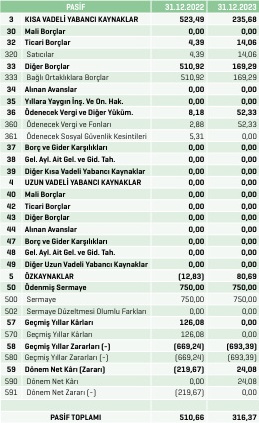 PASİF 31.12.2022 31.12.2023
3 KISA VADELİ YABANCI KAYNAKLAR 523,49 235,68
30 Mali Borçlar 0,00 0,00
32 Ticari Borçlar 4,39 14,06
320 Satıcılar 4,39 14,06
33 Diğer Borçlar 510,92 169,29
333 Bağlı Ortaklıklara Borçlar 510,92 169,29
34 Alınan Avanslar 0,00 0,00
35 Yıllara Yaygın İnş. Ve On. Hak. 0,00 0,00
36 Ödenecek Vergi ve Diğer Yüküm. 8,18 52,33
360 Ödenecek Vergi ve Fonları 2,88 52,33
361 Ödenecek Sosyal Güvenlik Kesintileri 5,31 0,00
37 Borç ve Gider Karşılıkları 0,00 0,00
38 Gel. Ayl. Ait Gel. ve Gid. Tah. 0,00 0,00
39 Diğer Kısa Vadeli Yabancı Kaynaklar 0,00 0,00
4 UZUN VADELİ YABANCI KAYNAKLAR 0,00 0,00
40 Mali Borçlar 0,00 0,00
42 Ticari Borçlar 0,00 0,00
43 Diğer Borçlar 0,00 0,00
44 Alınan Avanslar 0,00 0,00
47 Borç ve Gider Karşılıkları 0,00 0,00
48 Gel. Ayl. Ait Gel. ve Gid. Tah. 0,00 0,00
49 Diğer Uzun Vadeli Yabancı Kaynaklar 0,00 0,00
5 ÖZKAYNAKLAR (12,83) 80,69
50 Ödenmiş Sermaye 750,00 750,00
500 Sermaye 750,00 750,00
502 Sermaye Düzeltmesi Olumlu Farkları 0,00 0,00
57 Geçmiş Yıllar Kârları 126,08 0,00
570 Geçmiş Yıllar Kârları 126,08 0,00
58 Geçmiş Yıllar Zararları (-) (669,24) (693,39)
580 Geçmiş Yıllar Zararları (-) (669,24) (693,39)
59 Dönem Net Kârı (Zararı) (219,67) 24,08
590 Dönem Net Kârı 0,00 24,08
591 Dönem Net Zararı (-) (219,67) 0,00
PASİF TOPLAMI 510,66 316,37